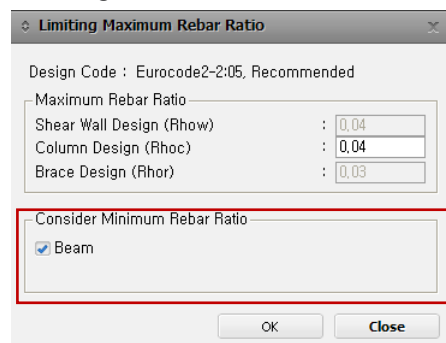 Limiting Maximum Rebar Ratio
Design Code : Eurocode2-2:05, Recommended
Maximum Rebar Ratio
Shear Wall Design (Rhow) : 0,04
Column Design (Rhoc) : 0,04
Brace Design (Rhor) : 0,03
Consider Minimum Rebar Ratio
Beam
OK Close